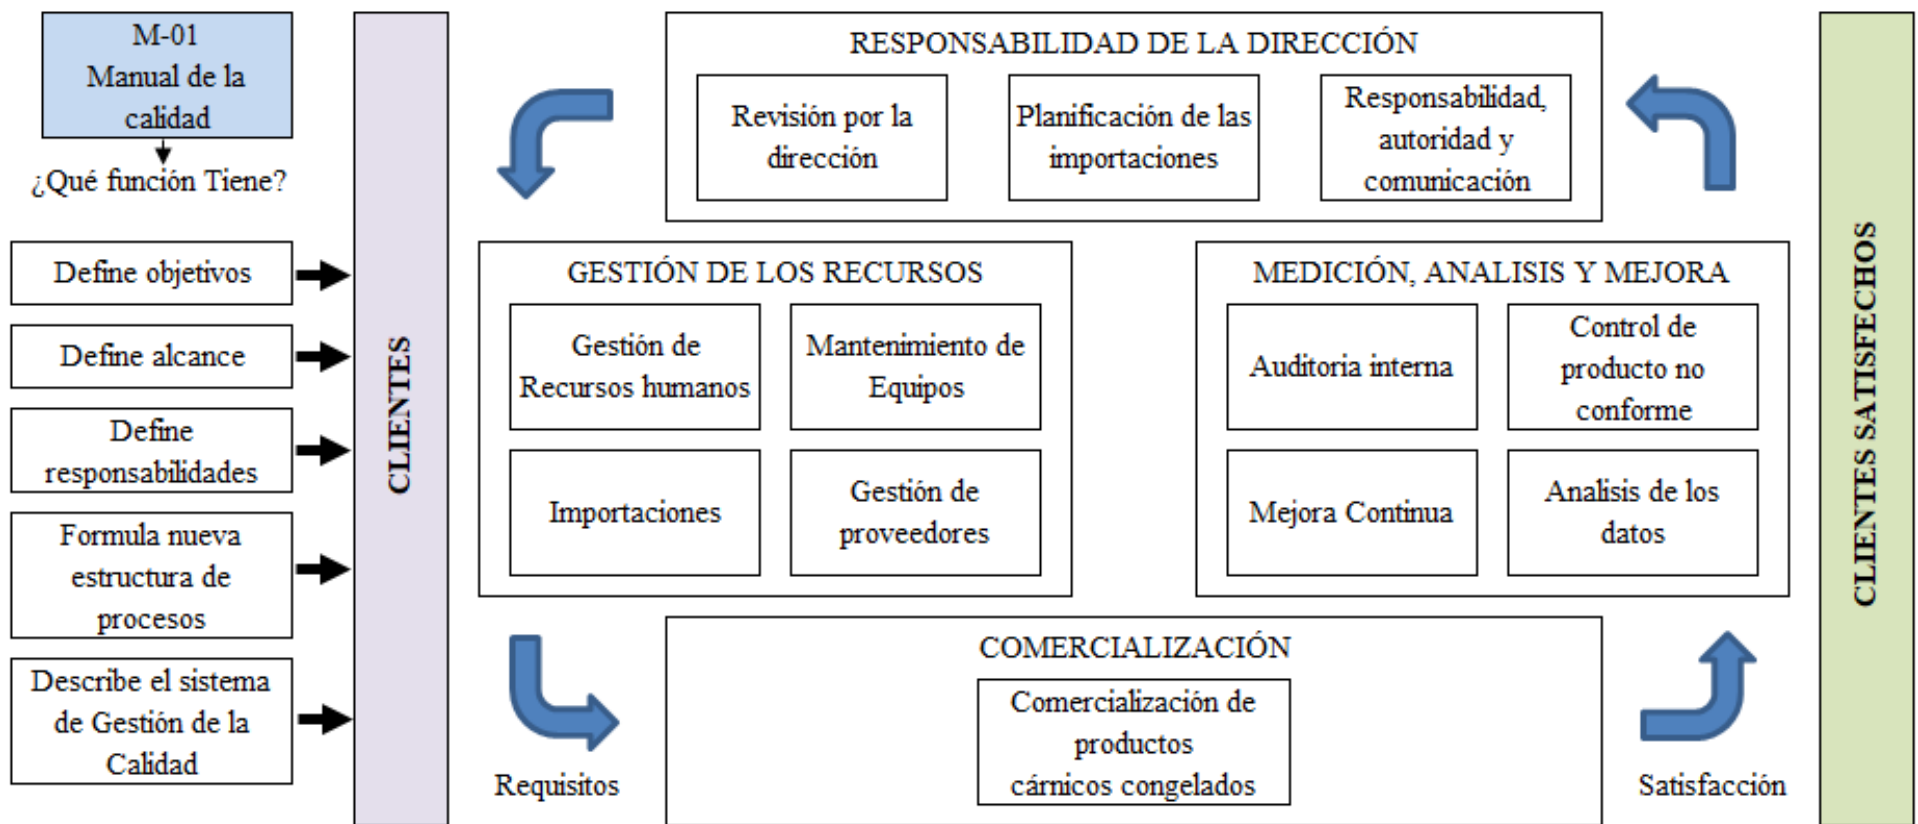 M-01
Manual de la
calidad
¿Qué función Tiene?
Define objetivos
Define alcance
Define
responsabilidades
Formula nueva
estructura de
procesos
Describe el sistema
de Gestión de la
Calidad
CLIENTES
RESPONSABILIDAD DE LA DIRECCIÓN
Revisión por la
dirección
Planificación de las
importaciones
Responsabilidad,
autoridad y
comunicación
GESTIÓN DE LOS RECURSOS
Gestión de
Recursos humanos
Mantenimiento de
Equipos
Importaciones
Gestión de
proveedores
MEDICIÓN, ANALISIS Y MEJORA
Auditoria interna
Control de
producto no
conforme
Mejora Continua
Analisis de los
datos
Requisitos
COMERCIALIZACIÓN
Comercialización de
productos
cárnicos congelados
Satisfacción
CLIENTES SATISFECHOS